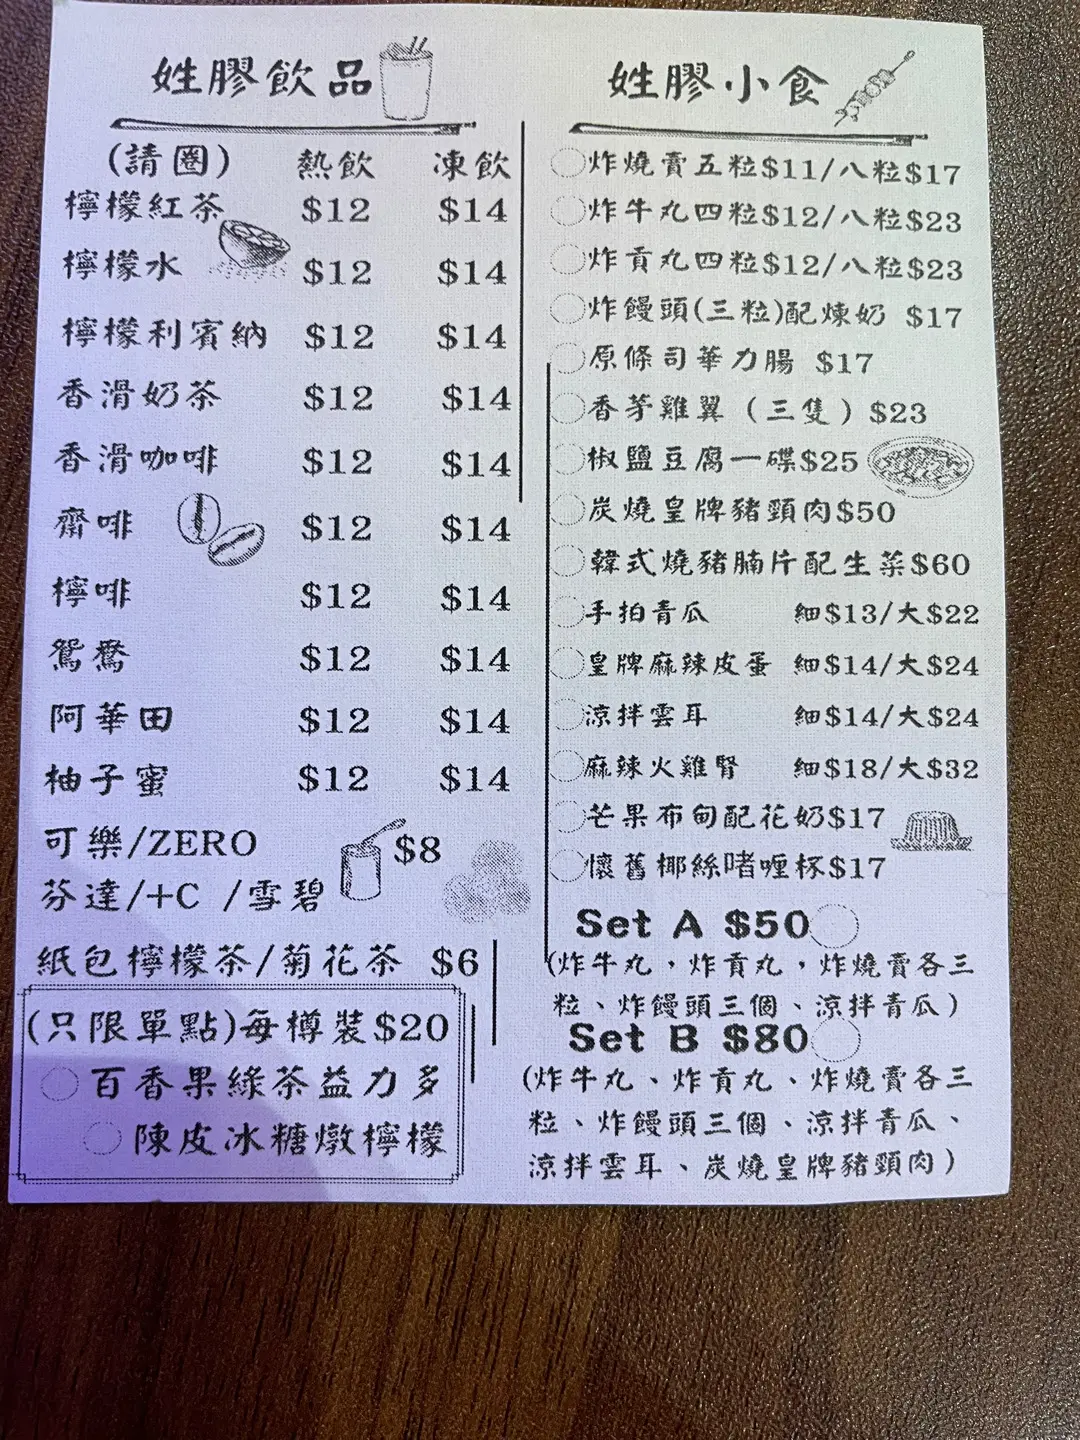 姓膠飲品
(請圈) 熱飲 凍飲
檸檬紅茶 $12 $14
檸檬水 $12 $14
檸檬利賓納 $12 $14
香滑奶茶 $12 $14
香滑咖啡 $12 $14
齋啡 $12 $14
檸啡 $12 $14
鴛鴦 $12 $14
阿華田 $12 $14
柚子蜜 $12 $14
可樂/ZERO $8
芬達/+C /雪碧
紙包檸檬茶/菊花茶 $6
(只限單點)每樽裝$20
百香果綠茶益力多
陳皮冰糖燉檸檬
姓膠小食
炸燒賣五粒$11/八粒$17
炸牛丸四粒$12/八粒$23
炸貢丸四粒$12/八粒$23
炸饅頭(三粒)配煉奶 $17
原條司華力腸 $17
香茅雞翼 (三隻) $23
椒鹽豆腐一碟$25
炭燒皇牌豬頸肉$50
韓式燒豬腩片配生菜$60
手拍青瓜 細$13/大$22
皇牌麻辣皮蛋 細$14/大$24
涼拌雲耳 細$14/大$24
麻辣火雞腎 細$18/大$32
芒果布甸配花奶$17
懷舊椰絲啫喱杯$17
Set A $50
(炸牛丸，炸貢丸，炸燒賣各三
粒、炸饅頭三個、涼拌青瓜)
Set B $80
(炸牛丸、炸貢丸、炸燒賣各三
粒、炸饅頭三個、涼拌青瓜、
涼拌雲耳、炭燒皇牌豬頸肉)